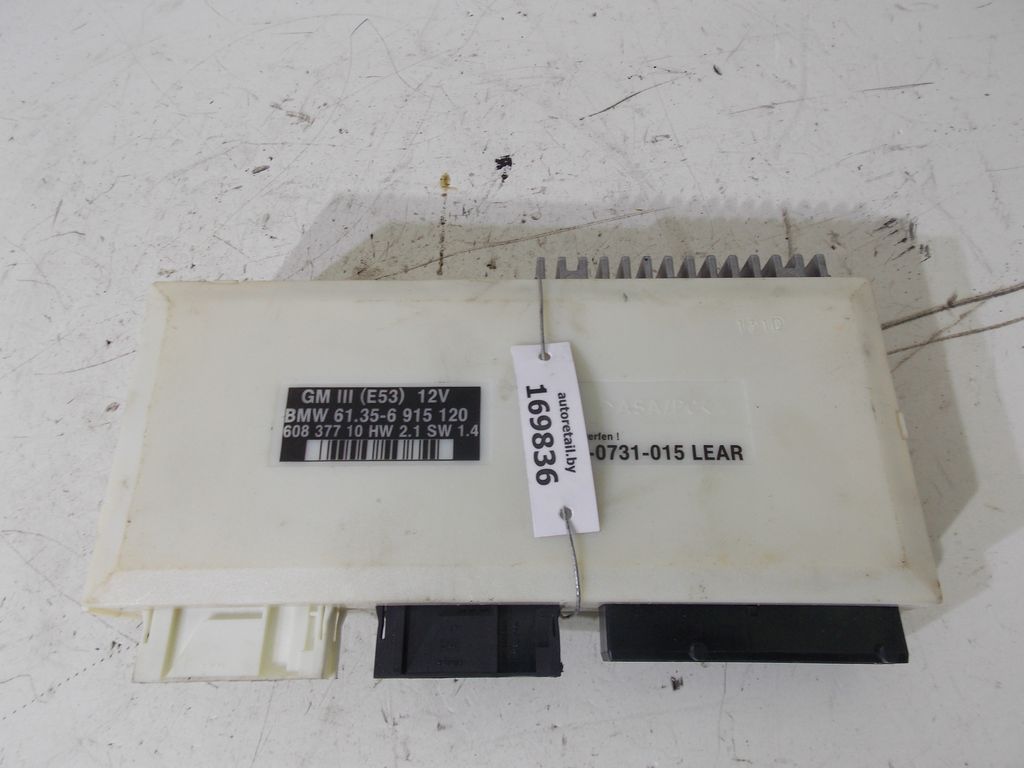 GM III (E53) 12V
BMW 61.35-6 915 120
608 377 10 HW 2.1 SW 1.4
autoretail.by
169836
erfen !
-0731-015 LEAR